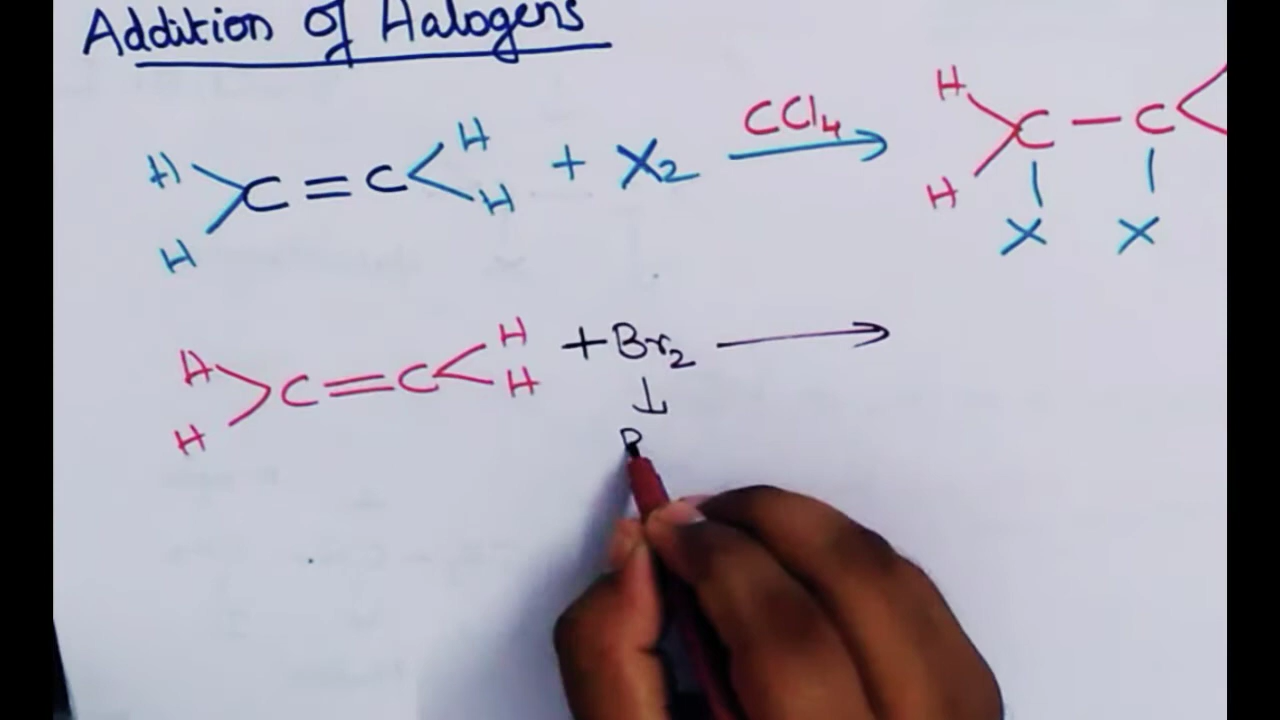 Addition of Halogens
H H
C = C + X2 CCl4 → C – C
H H H
H X X
H H
C = C + Br2 →
H H
↓